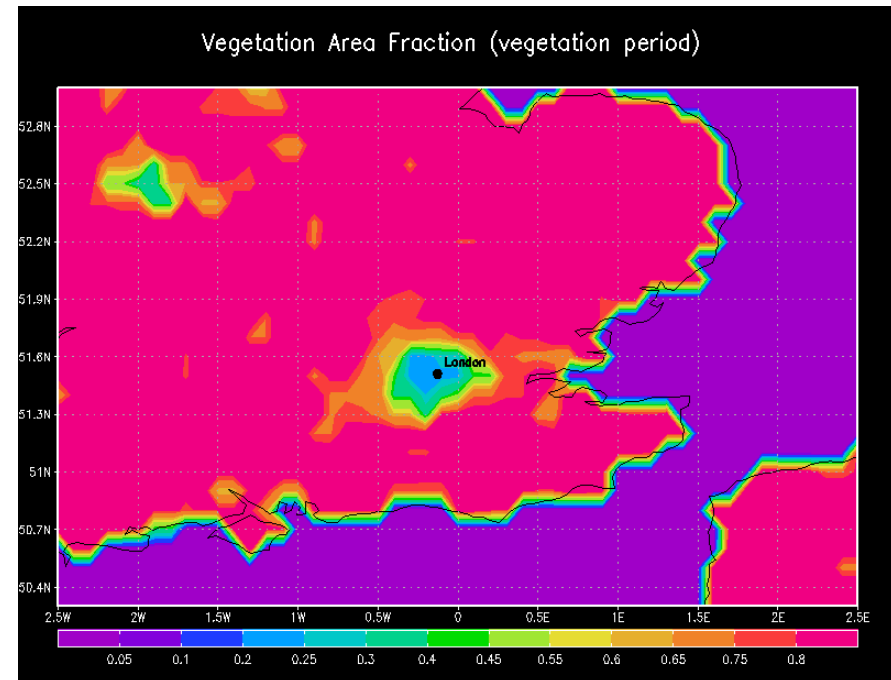 Vegetation Area Fraction (vegetation period)
52.8N
52.5N
52.2N
51.9N
51.6N
London
51.3N
51N
50.7N
50.4N
2.5W 2W 1.5W 1W 0.5W 0 0.5E 1E 1.5E 2E 2.5E
0.05 0.1 0.2 0.25 0.3 0.4 0.45 0.55 0.6 0.65 0.75 0.8